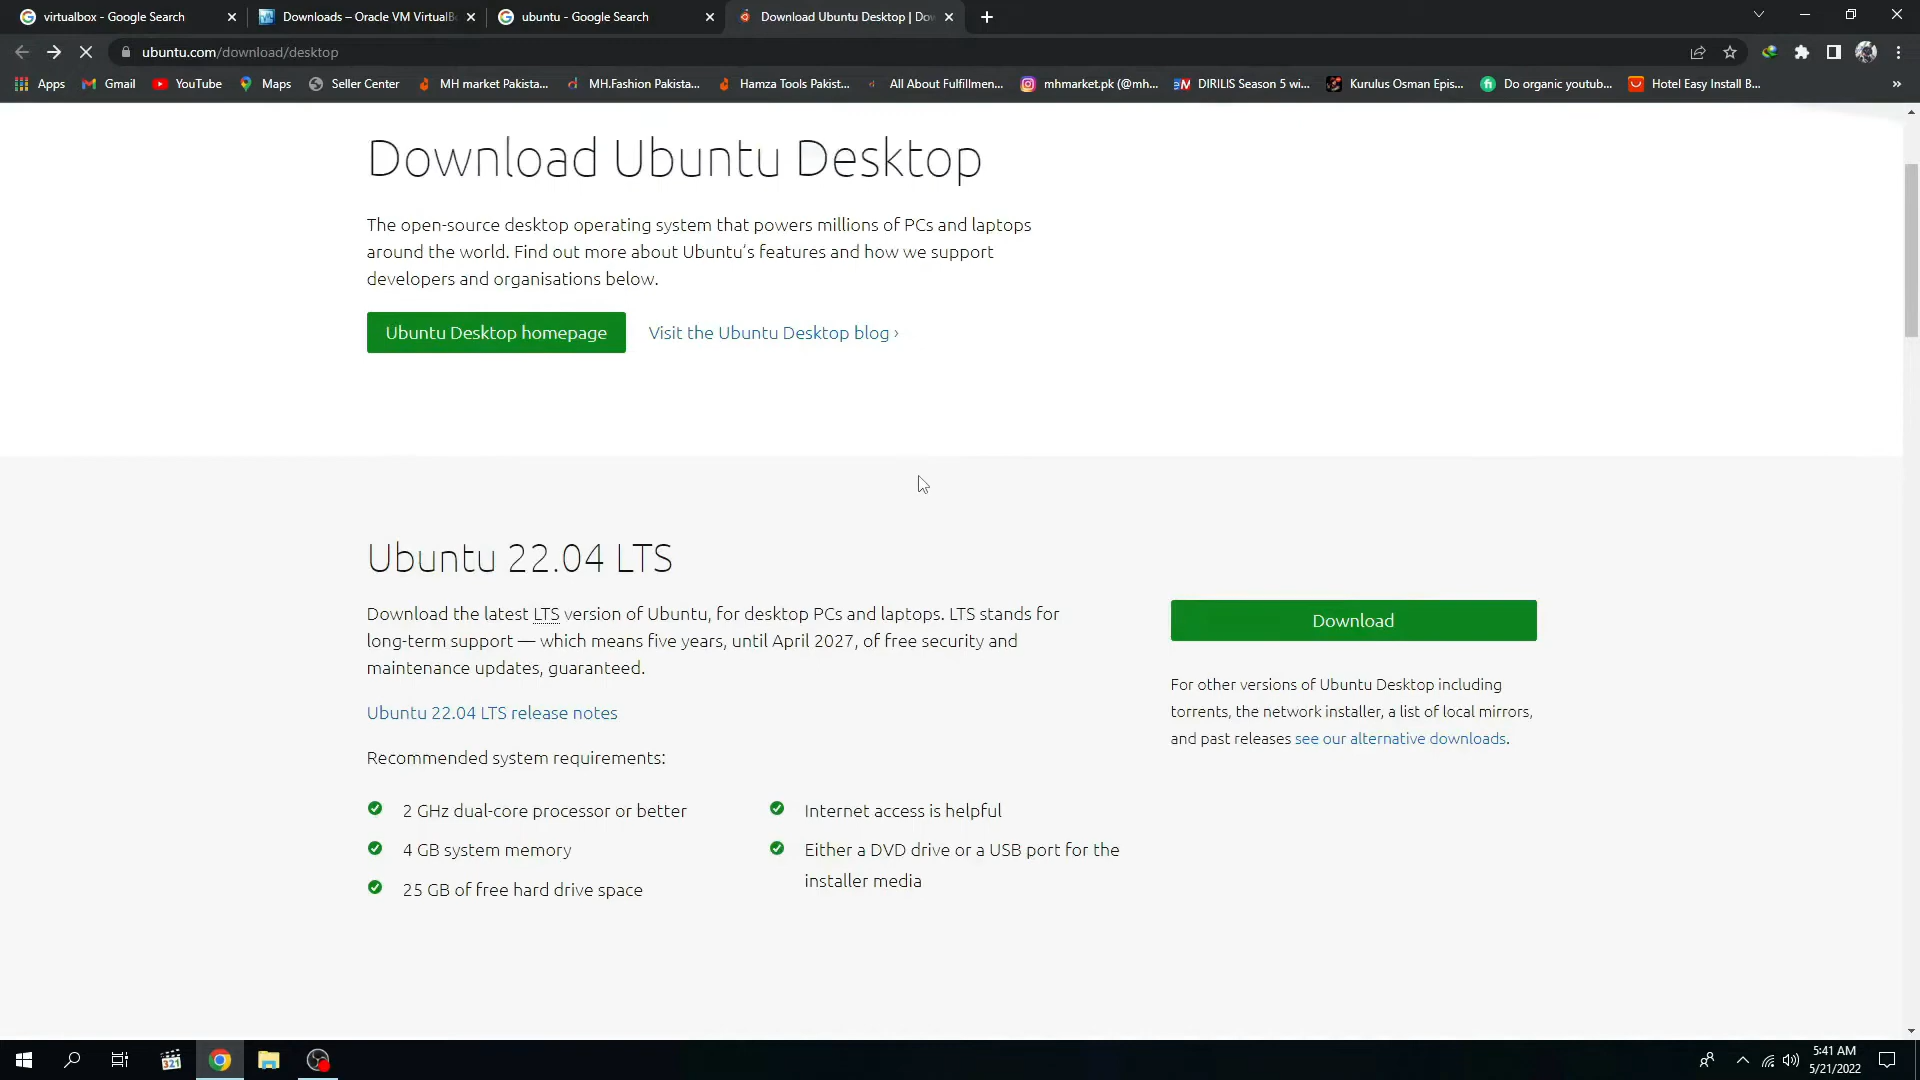 virtualbox - Google Search
Downloads – Oracle VM VirtualB
ubuntu - Google Search
Download Ubuntu Desktop | Do
ubuntu.com/download/desktop
Apps
Gmail
YouTube
Maps
Seller Center
MH market Pakista...
MH.Fashion Pakista...
Hamza Tools Pakist...
All About Fulfillmen...
mhmarket.pk (@mh...
DIRILIS Season 5 wi...
Kurulus Osman Epis...
Do organic youtub...
Hotel Easy Install B...
»
Download Ubuntu Desktop
The open-source desktop operating system that powers millions of PCs and laptops
around the world. Find out more about Ubuntu’s features and how we support
developers and organisations below.
Ubuntu Desktop homepage
Visit the Ubuntu Desktop blog ›
Ubuntu 22.04 LTS
Download the latest LTS version of Ubuntu, for desktop PCs and laptops. LTS stands for
long-term support — which means five years, until April 2027, of free security and
maintenance updates, guaranteed.
Download
Ubuntu 22.04 LTS release notes
For other versions of Ubuntu Desktop including
torrents, the network installer, a list of local mirrors,
and past releases see our alternative downloads.
Recommended system requirements:
2 GHz dual-core processor or better
4 GB system memory
25 GB of free hard drive space
Internet access is helpful
Either a DVD drive or a USB port for the
installer media
321
5:41 AM
5/21/2022